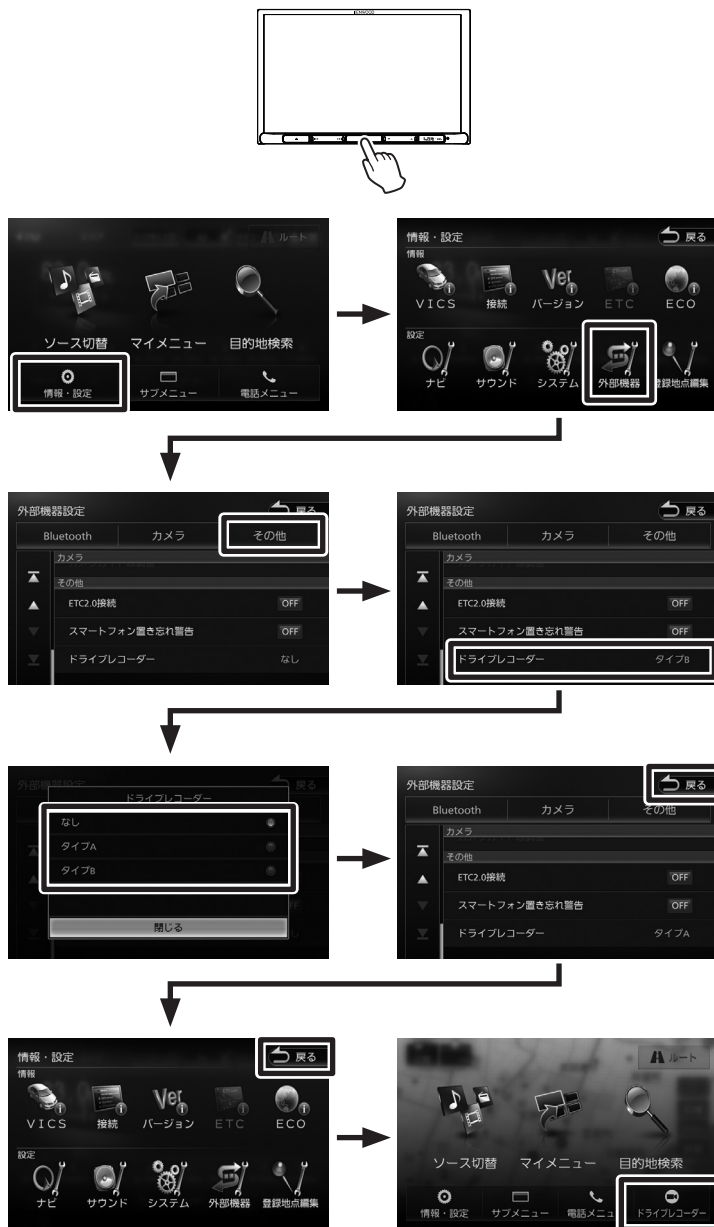 KENWOOD
ルート
ソース切替 マイメニュー 目的地検索
情報・設定 サブメニュー 電話メニュー
情報・設定 戻る
情報
VICS 接続 バージョン ETC ECO
設定
ナビ サウンド システム 外部機器 登録地点編集
外部機器設定 戻る
Bluetooth カメラ その他
カメラ
その他
ETC2.0接続 OFF
スマートフォン置き忘れ警告 OFF
ドライブレコーダー なし
外部機器設定 戻る
Bluetooth カメラ その他
カメラ
その他
ETC2.0接続 OFF
スマートフォン置き忘れ警告 OFF
ドライブレコーダー タイプB
外部機器設定 戻る
ドライブレコーダー
なし
タイプA
タイプB
閉じる
外部機器設定 戻る
Bluetooth カメラ その他
カメラ
その他
ETC2.0接続 OFF
スマートフォン置き忘れ警告 OFF
ドライブレコーダー タイプA
情報・設定 戻る
情報
VICS 接続 バージョン ETC ECO
設定
ナビ サウンド システム 外部機器 登録地点編集
ルート
ソース切替 マイメニュー 目的地検索
情報・設定 サブメニュー 電話メニュ ドライブレコーダー